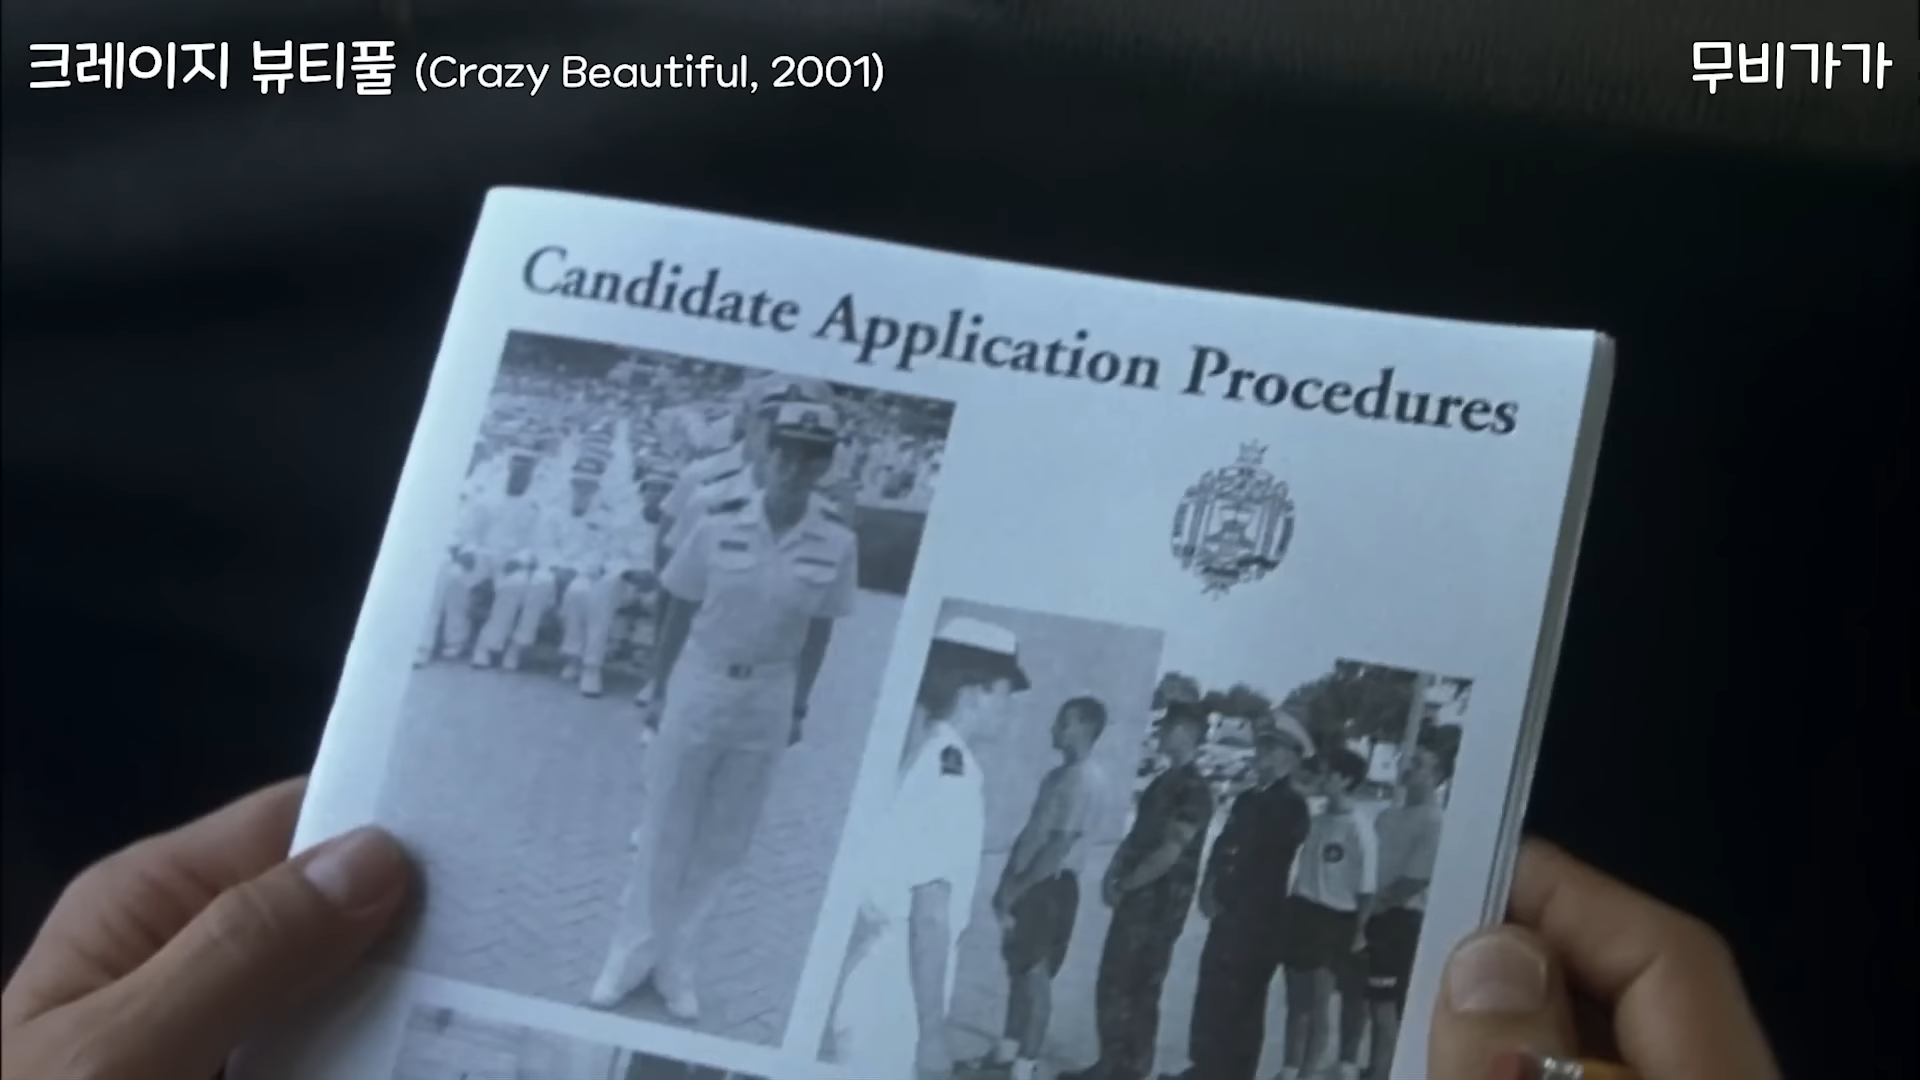 크레이지 뷰티풀 (Crazy Beautiful, 2001)
무비가가
Candidate Application Procedures